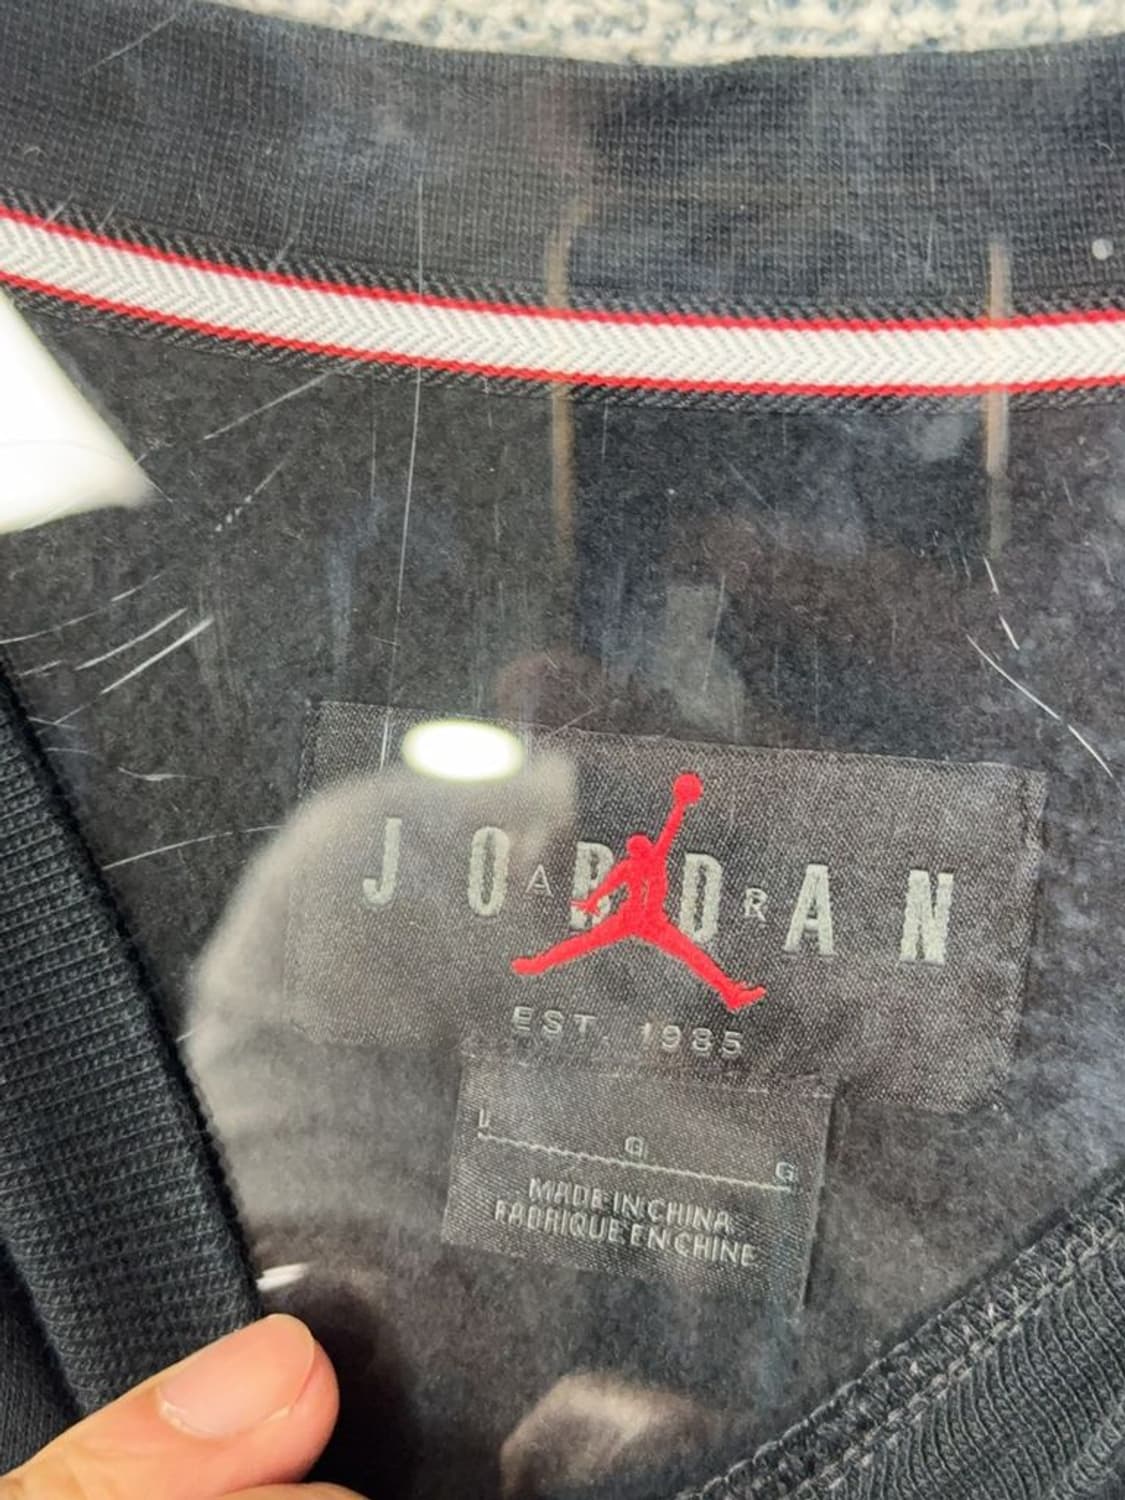 JORDAN
AIR
EST. 1985
L G G
MADE IN CHINA
FABRIQUE EN CHINE